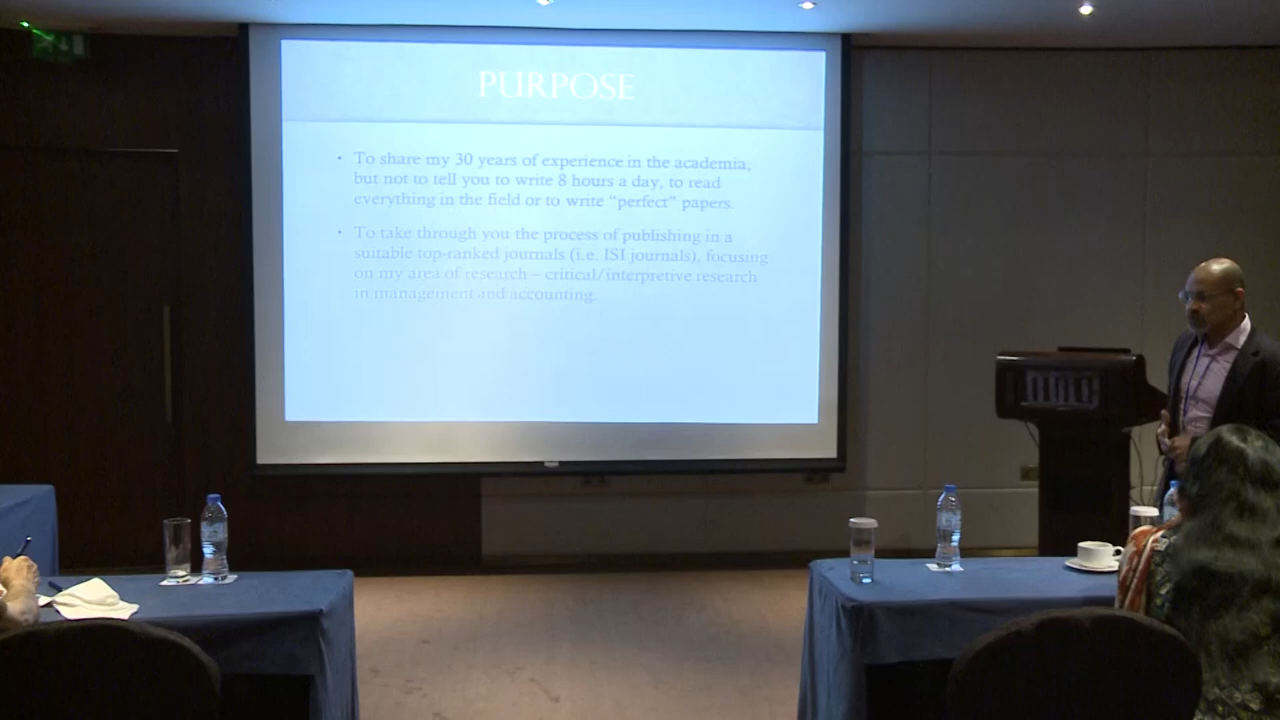 PURPOSE
• To share my 30 years of experience in the academia,
but not to tell you to write 8 hours a day, to read
everything in the field or to write “perfect” papers.
• To take through you the process of publishing in a
suitable top-ranked journals (i.e. ISI journals), focusing
on my area of research – critical/interpretive research
in management and accounting.